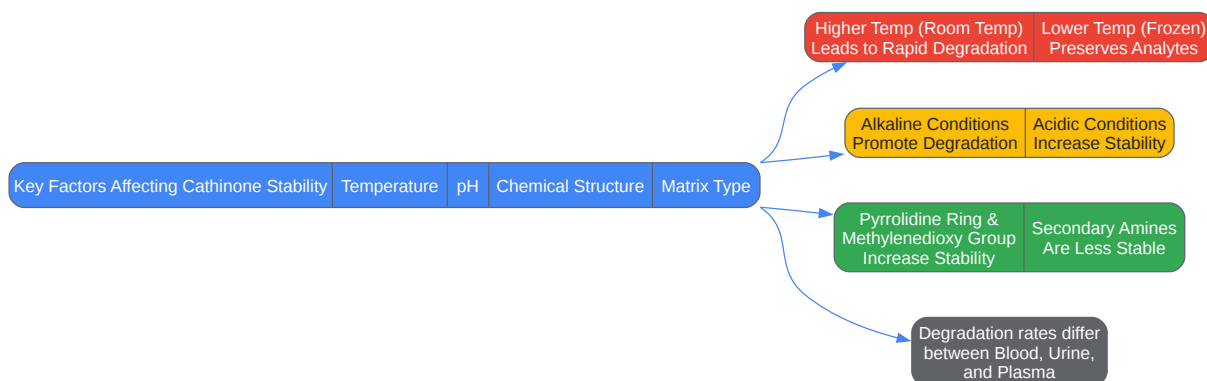 Higher Temp (Room Temp)
Leads to Rapid Degradation
Lower Temp (Frozen)
Preserves Analytes
Alkaline Conditions
Promote Degradation
Acidic Conditions
Increase Stability
Key Factors Affecting Cathinone Stability
Temperature
pH
Chemical Structure
Matrix Type
Pyrrolidine Ring &
Methylenedioxy Group
Increase Stability
Secondary Amines
Are Less Stable
Degradation rates differ
between Blood, Urine,
and Plasma